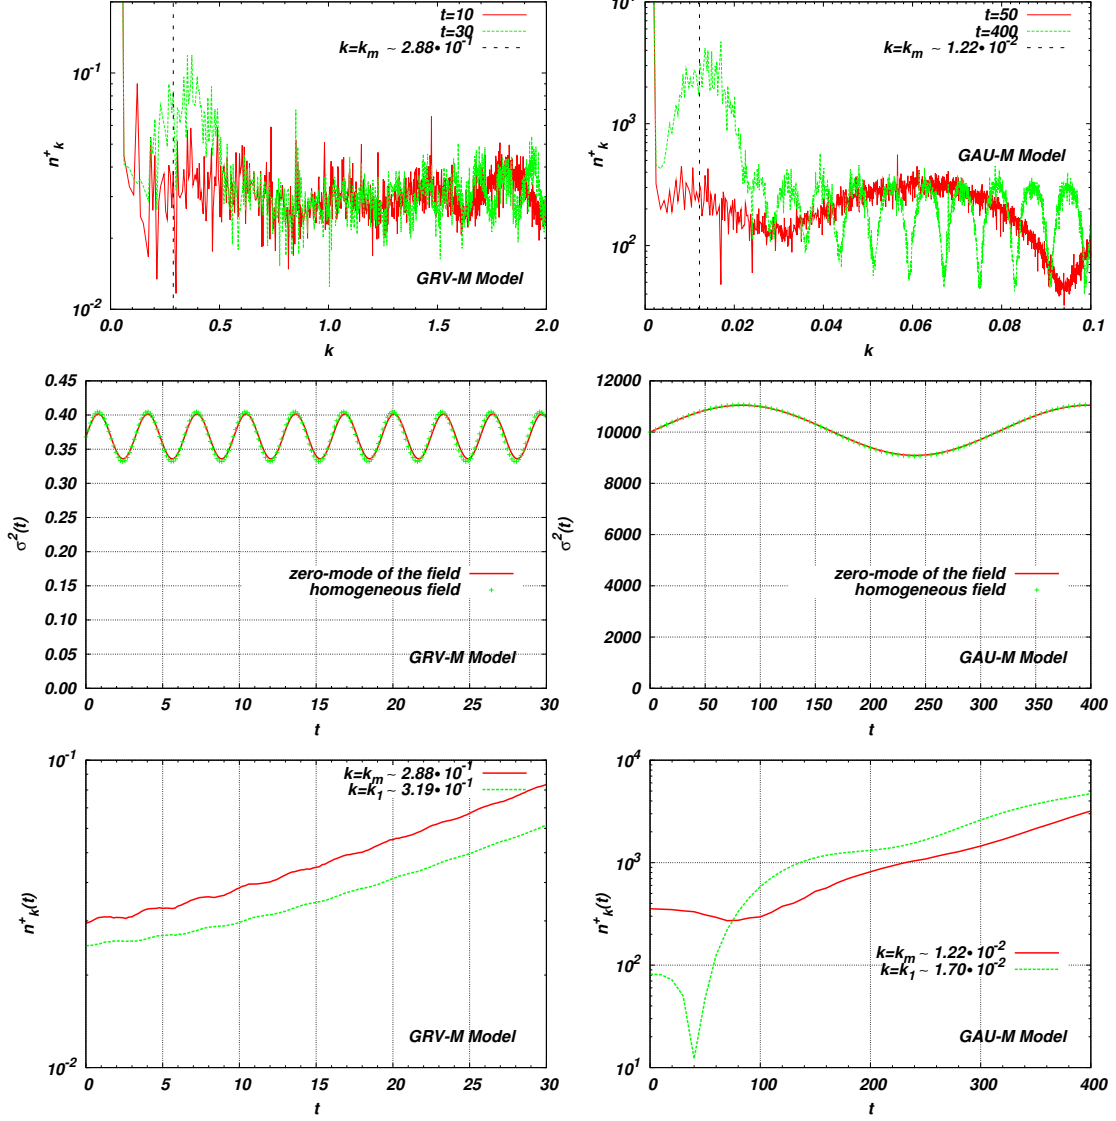 10^-1
10^-2
n^+_k
t=10
t=30
k=k_m ~ 2.88•10^-1
GRV-M Model
0.0 0.5 1.0 1.5 2.0
k
10^4
10^3
10^2
n^+_k
t=50
t=400
k=k_m ~ 1.22•10^-2
GAU-M Model
0 0.02 0.04 0.06 0.08 0.1
k
0.45
0.40
0.35
0.30
0.25
0.20
0.15
0.10
0.05
0.00
σ^2(t)
zero-mode of the field
homogeneous field
GRV-M Model
0 5 10 15 20 25 30
t
12000
10000
8000
6000
4000
2000
0
σ^2(t)
zero-mode of the field
homogeneous field
GAU-M Model
0 50 100 150 200 250 300 350 400
t
10^-1
10^-2
n^+_k(t)
k=k_m ~ 2.88•10^-1
k=k_1 ~ 3.19•10^-1
GRV-M Model
0 5 10 15 20 25 30
t
10^4
10^3
10^2
10^1
n^+_k(t)
k=k_m ~ 1.22•10^-2
k=k_1 ~ 1.70•10^-2
GAU-M Model
0 100 200 300 400
t